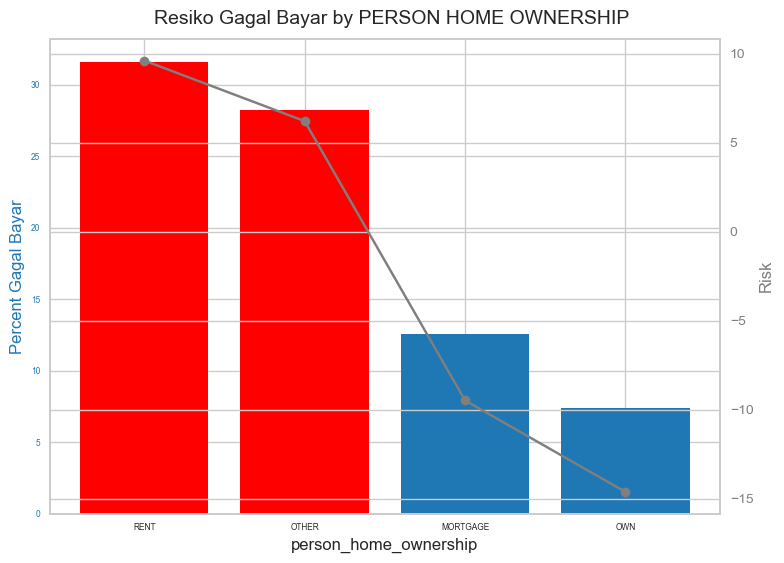 Resiko Gagal Bayar by PERSON HOME OWNERSHIP
Percent Gagal Bayar
30
25
20
15
10
5
0
10
5
0
−5
−10
−15
Risk
RENT
OTHER
MORTGAGE
OWN
person_home_ownership